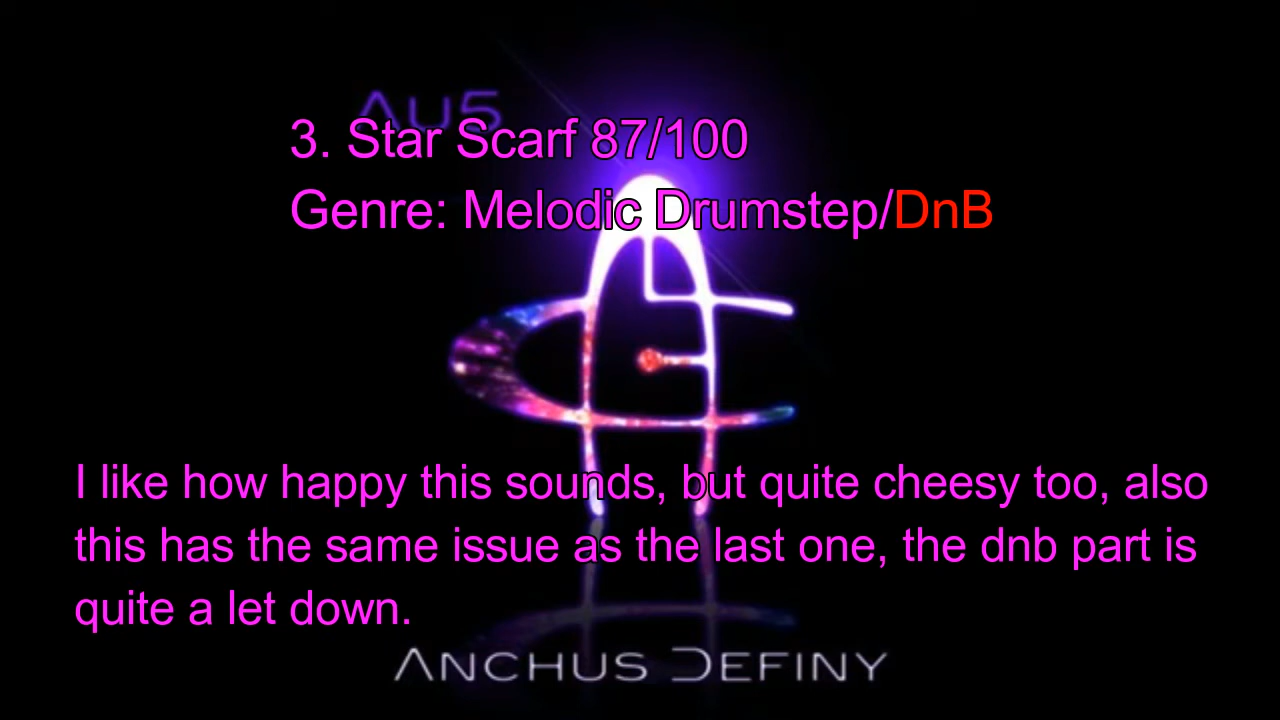 Au5
3. Star Scarf 87/100
Genre: Melodic Drumstep/DnB
I like how happy this sounds, but quite cheesy too, also
this has the same issue as the last one, the dnb part is
quite a let down.
Anchus Definy